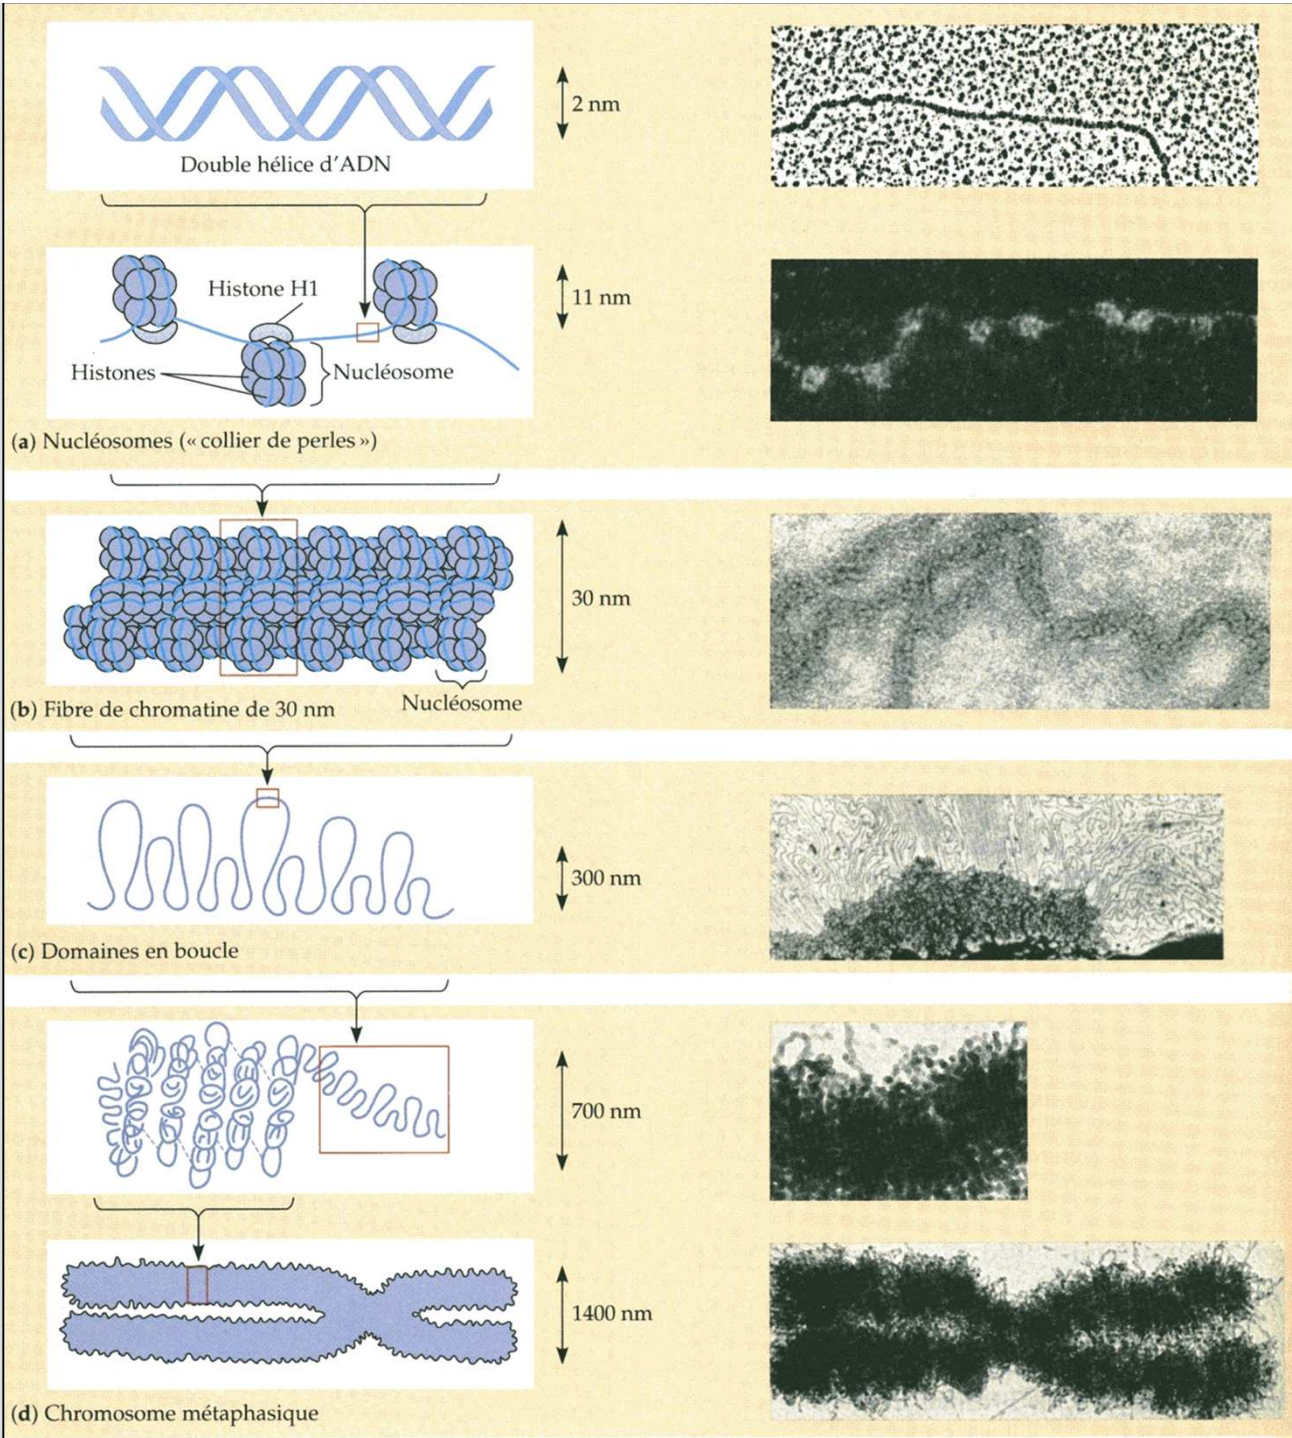 2 nm
Double hélice d'ADN
Histone H1
11 nm
Histones
Nucléosome
(a) Nucléosomes (« collier de perles »)
30 nm
Nucléosome
(b) Fibre de chromatine de 30 nm
300 nm
(c) Domaines en boucle
700 nm
1400 nm
(d) Chromosome métaphasique